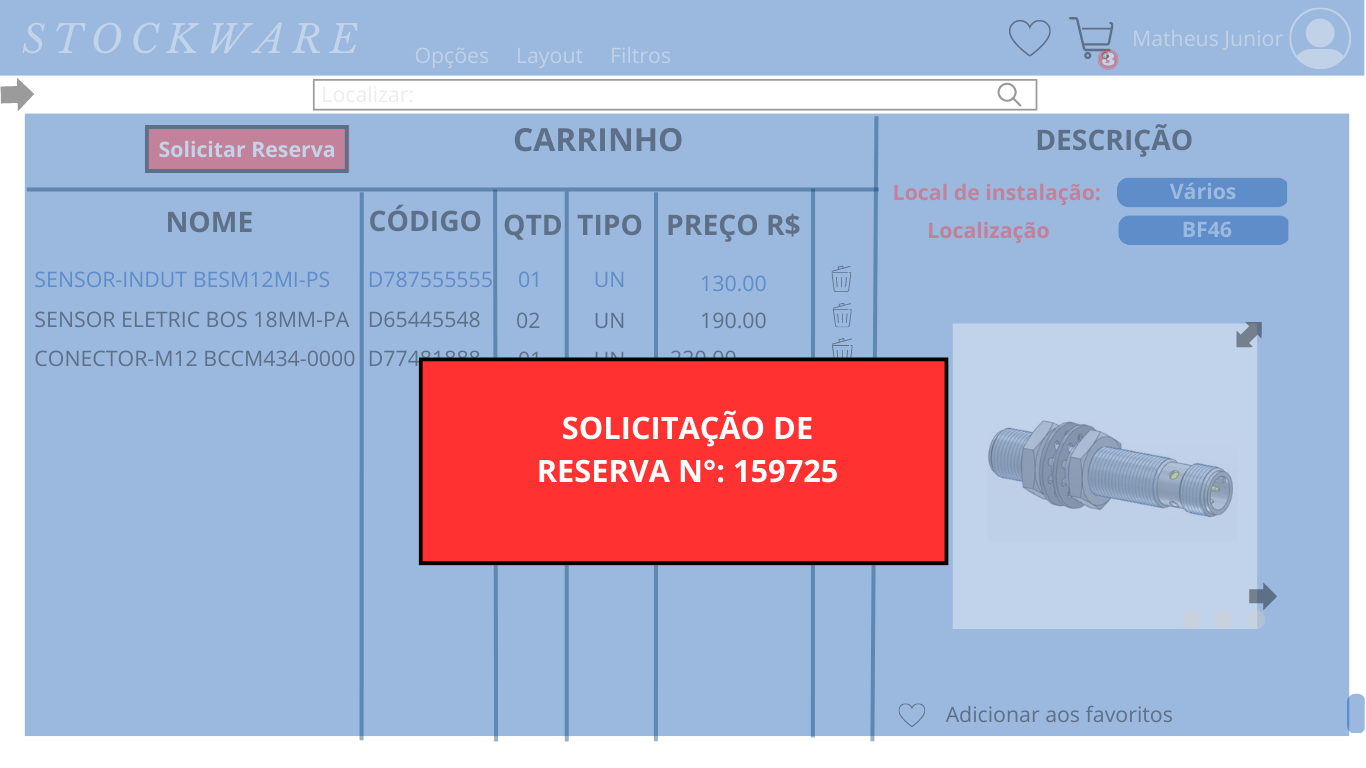 STOCKWARE
Opções Layout Filtros
3
Matheus Junior
Localizar:
Solicitar Reserva
CARRINHO
NOME CÓDIGO QTD TIPO PREÇO R$
SENSOR-INDUT BESM12MI-PS D787555555 01 UN 130.00
SENSOR ELETRIC BOS 18MM-PA D65445548 02 UN 190.00
CONECTOR-M12 BCCM434-0000 D77481888 01 UN 220.00
SOLICITAÇÃO DE
RESERVA N°: 159725
DESCRIÇÃO
Local de instalação: Vários
Localização BF46
Adicionar aos favoritos